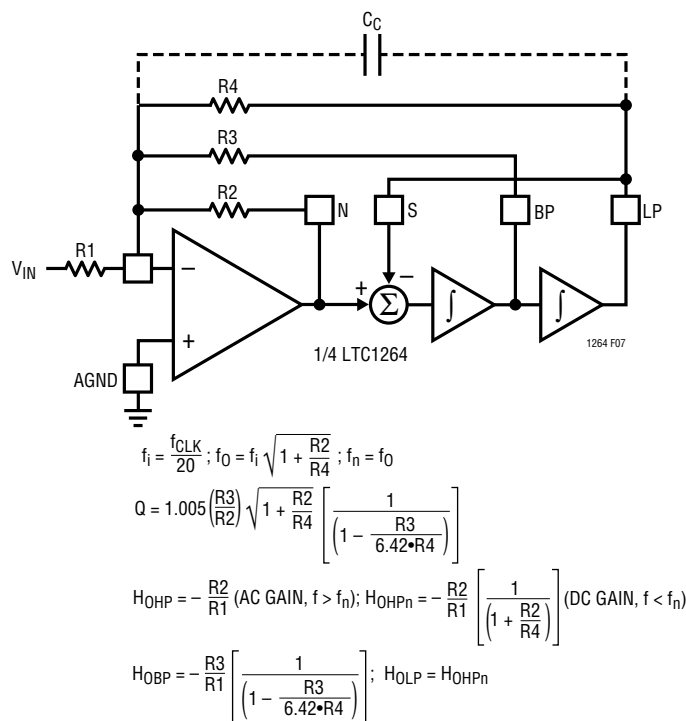 C_C
R4
R3
R2
N
S
BP
LP
R1
V_IN
−
+
+
−
Σ
∫
∫
AGND
1/4 LTC1264
1264 F07
f_i = f_CLK/20 ; f_O = f_i √(1 + R2/R4) ; f_n = f_O
Q = 1.005 (R3/R2) √(1 + R2/R4) [1/(1 − R3/(6.42•R4))]
H_OHP = − R2/R1 (AC GAIN, f > f_n); H_OHPn = − R2/R1 [1/(1 + R2/R4)] (DC GAIN, f < f_n)
H_OBP = − R3/R1 [1/(1 − R3/(6.42•R4))] ; H_OLP = H_OHPn